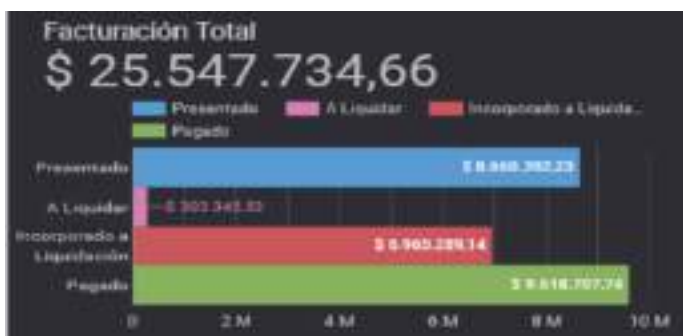 Facturación Total
$ 25.547.734,66
Presentado A Liquidar Incorporado a Liquida...
Pagado
Presentado
A Liquidar
Incorporado a
Liquidación
Pagado
0 2 M 4 M 6 M 8 M 10 M